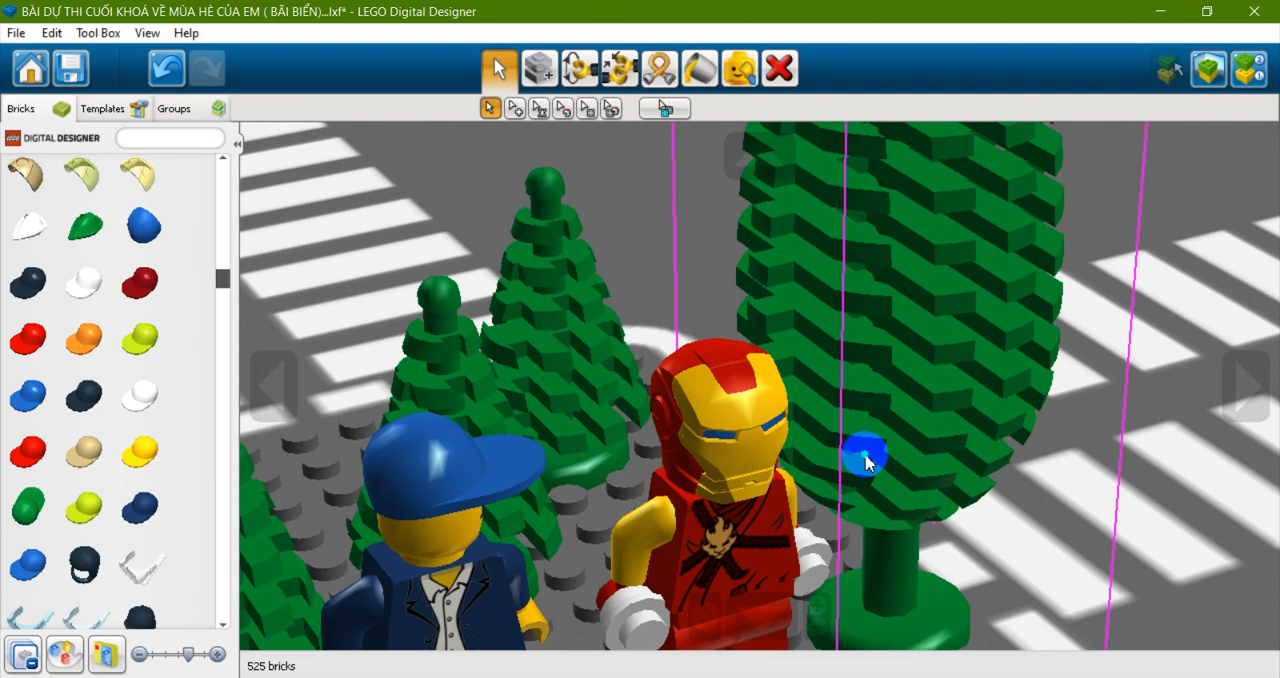 BÀI DỰ THI CUỐI KHOÁ VỀ MÙA HÈ CỦA EM ( BÃI BIỂN)...lxf* - LEGO Digital Designer
File Edit Tool Box View Help
Bricks Templates Groups
LEGO DIGITAL DESIGNER
525 bricks